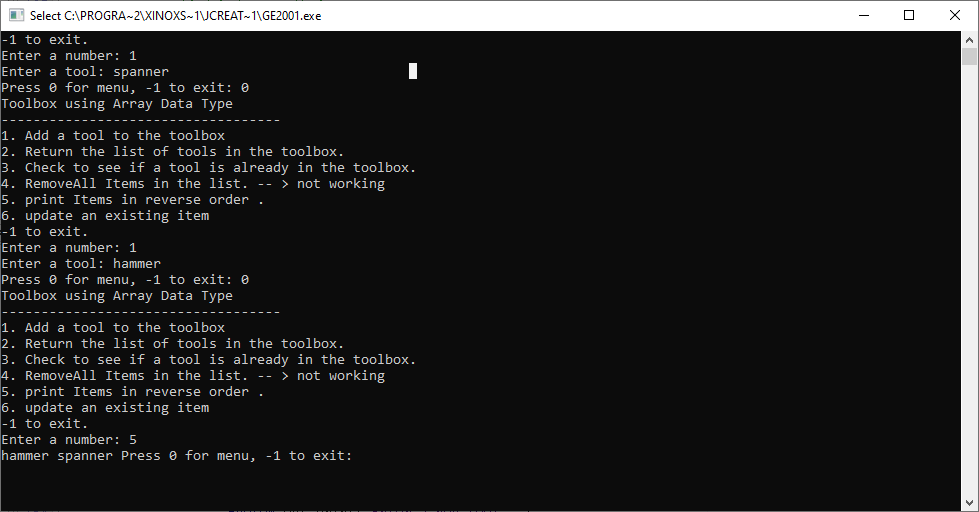 Select C:\PROGRA~2\XINOXS~1\JCREAT~1\GE2001.exe
-1 to exit.
Enter a number: 1
Enter a tool: spanner
Press 0 for menu, -1 to exit: 0
Toolbox using Array Data Type
-----------------------------------
1. Add a tool to the toolbox
2. Return the list of tools in the toolbox.
3. Check to see if a tool is already in the toolbox.
4. RemoveAll Items in the list. -- > not working
5. print Items in reverse order .
6. update an existing item
-1 to exit.
Enter a number: 1
Enter a tool: hammer
Press 0 for menu, -1 to exit: 0
Toolbox using Array Data Type
-----------------------------------
1. Add a tool to the toolbox
2. Return the list of tools in the toolbox.
3. Check to see if a tool is already in the toolbox.
4. RemoveAll Items in the list. -- > not working
5. print Items in reverse order .
6. update an existing item
-1 to exit.
Enter a number: 5
hammer spanner Press 0 for menu, -1 to exit: